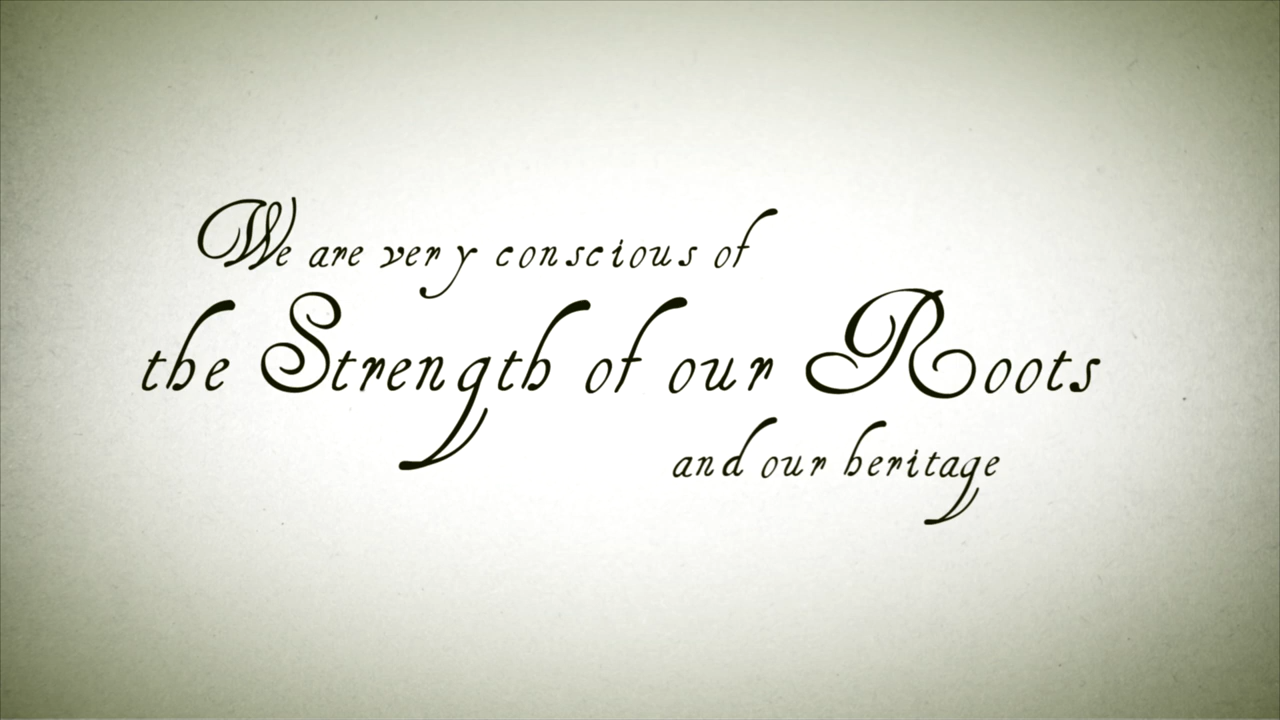 We are very conscious of
the Strength of our Roots
and our heritage